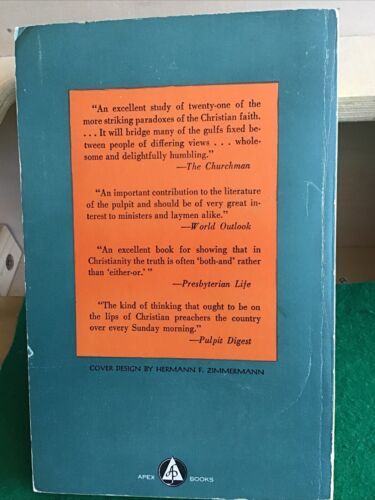 "An excellent study of twenty-one of the
more striking paradoxes of the Christian faith.
. . . It will bridge many of the gulfs fixed be-
tween people of differing views . . . whole-
some and delightfully humbling."
—The Churchman
"An important contribution to the literature
of the pulpit and should be of very great in-
terest to ministers and laymen alike."
—World Outlook
"An excellent book for showing that in
Christianity the truth is often 'both-and' rather
than 'either-or.' "
—Presbyterian Life
"The kind of thinking that ought to be on
the lips of Christian preachers the country
over every Sunday morning."
—Pulpit Digest
COVER DESIGN BY HERMANN F. ZIMMERMANN
APEX BOOKS